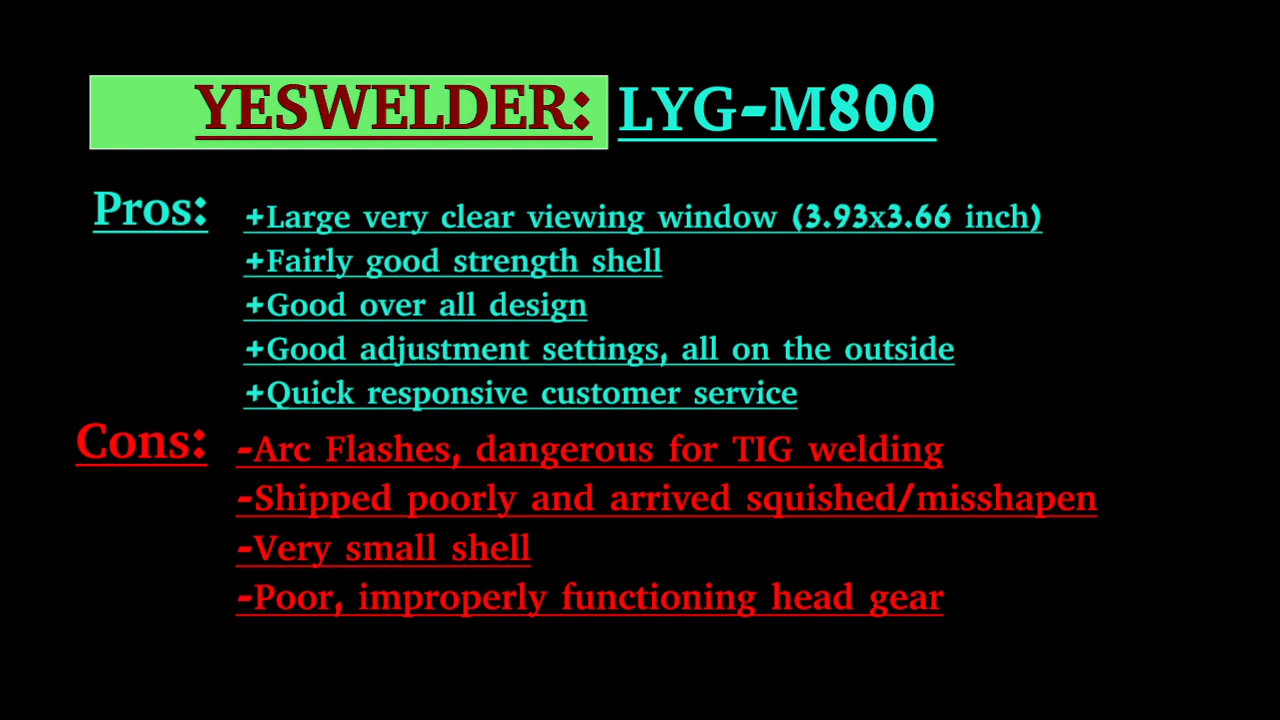 YESWELDER: LYG-M800
Pros: +Large very clear viewing window (3.93x3.66 inch)
+Fairly good strength shell
+Good over all design
+Good adjustment settings, all on the outside
+Quick responsive customer service
Cons: -Arc Flashes, dangerous for TIG welding
-Shipped poorly and arrived squished/misshapen
-Very small shell
-Poor, improperly functioning head gear